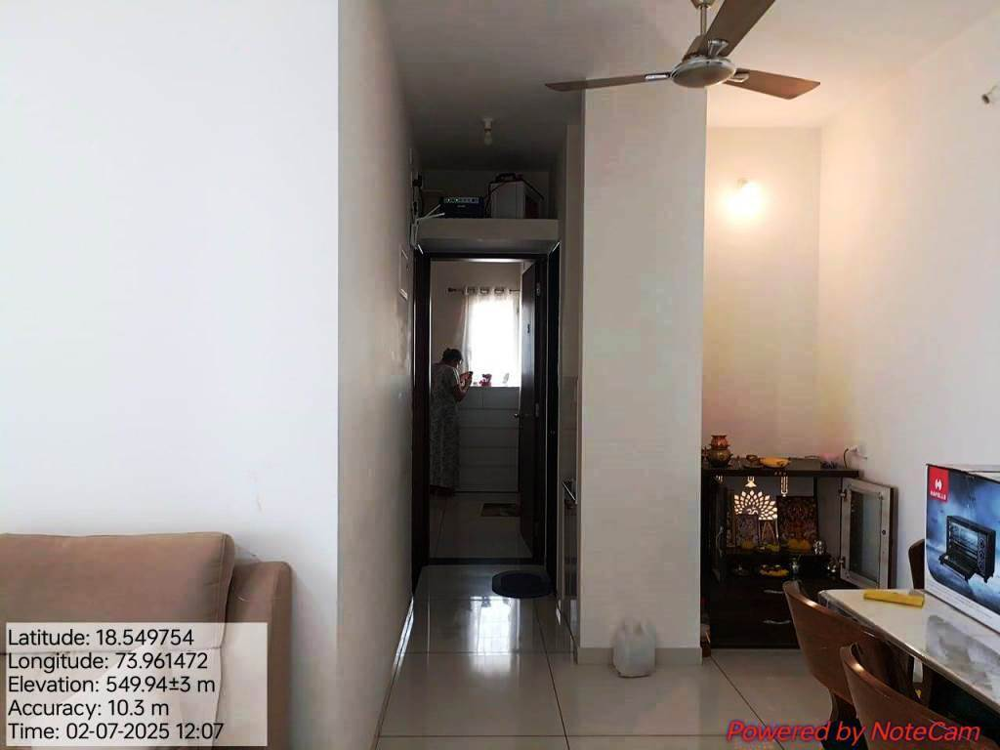 HAVELLS
Latitude: 18.549754
Longitude: 73.961472
Elevation: 549.94±3 m
Accuracy: 10.3 m
Time: 02-07-2025 12:07
Powered by NoteCam